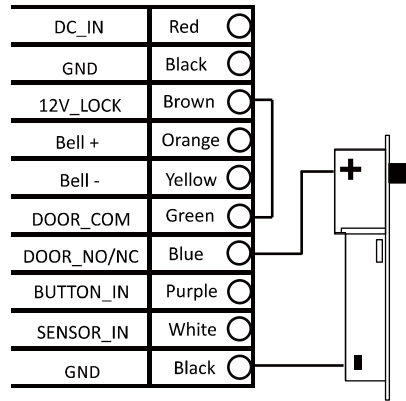 DC_IN Red
GND Black
12V_LOCK Brown
Bell + Orange
Bell - Yellow
DOOR_COM Green
DOOR_NO/NC Blue
BUTTON_IN Purple
SENSOR_IN White
GND Black
+
-